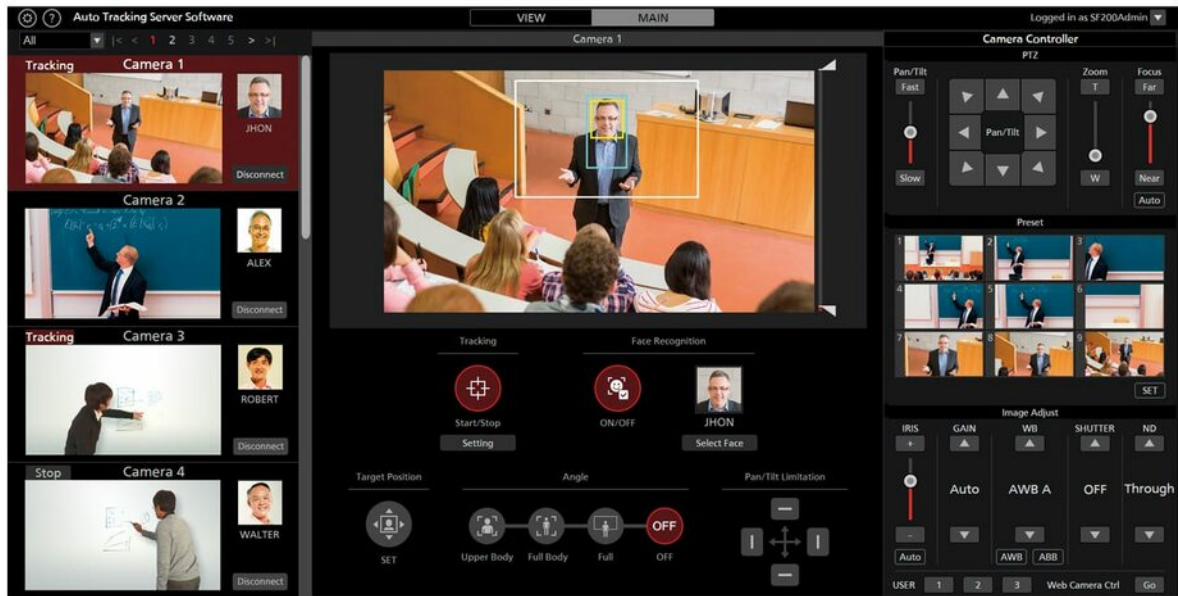 Auto Tracking Server Software
VIEW
MAIN
Logged in as SF200Admin
All
|< < 1 2 3 4 5 > >|
Tracking
Camera 1
JHON
Disconnect
Camera 2
ALEX
Disconnect
Tracking
Camera 3
ROBERT
Disconnect
Stop
Camera 4
WALTER
Disconnect
Camera 1
Tracking
Start/Stop
Setting
Face Recognition
ON/OFF
JHON
Select Face
Target Position
SET
Angle
Upper Body
Full Body
Full
OFF
OFF
Pan/Tilt Limitation
Camera Controller
PTZ
Pan/Tilt
Fast
Slow
Pan/Tilt
Zoom
T
W
Focus
Far
Near
Auto
Preset
1 2 3
4 5 6
7 8 9
SET
Image Adjust
IRIS GAIN WB SHUTTER ND
+
Auto AWB A OFF Through
-
Auto AWB ABB
USER 1 2 3 Web Camera Ctrl Go